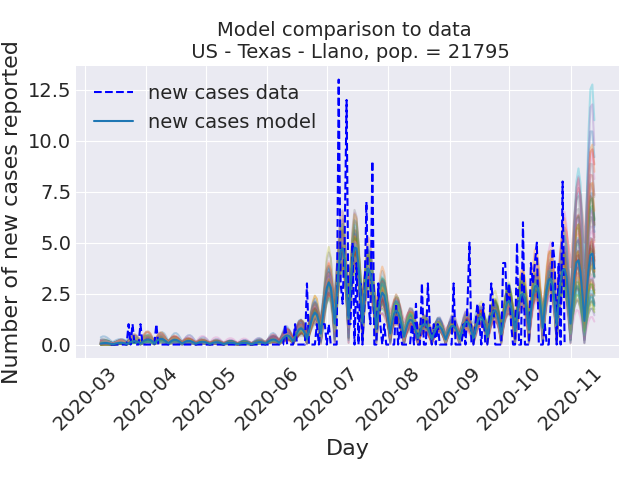 Model comparison to data
US - Texas - Llano, pop. = 21795
Number of new cases reported
12.5
10.0
7.5
5.0
2.5
0.0
new cases data
new cases model
2020-03
2020-04
2020-05
2020-06
2020-07
2020-08
2020-09
2020-10
2020-11
Day